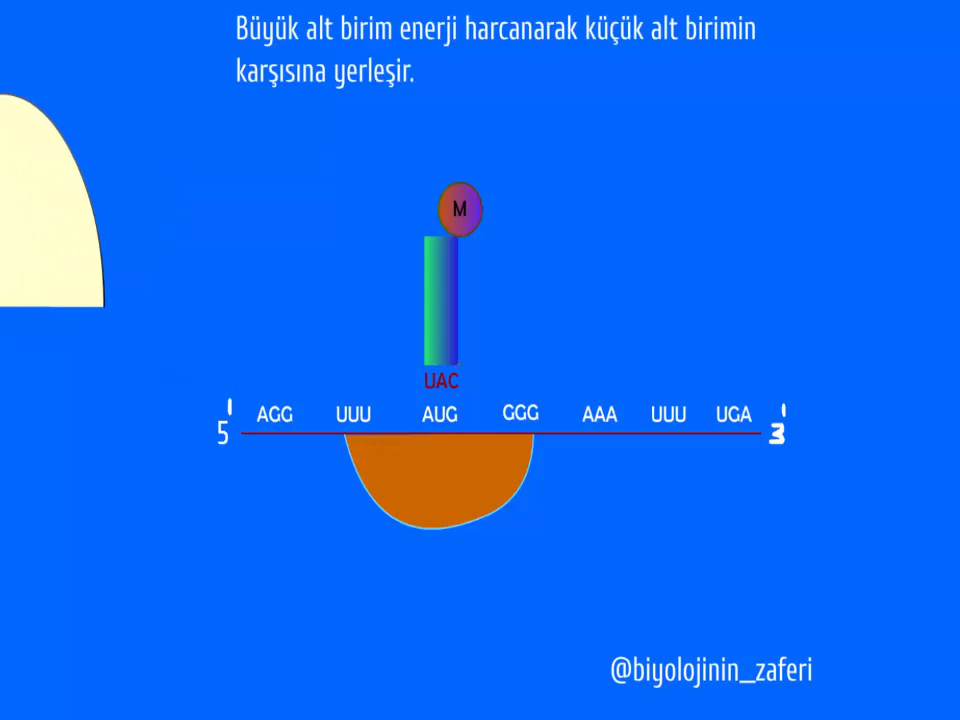 Büyük alt birim enerji harcanarak küçük alt birimin
karşısına yerleşir.
M
UAC
AGG UUU AUG GGG AAA UUU UGA
5' 3'
@biyolojinin_zaferi